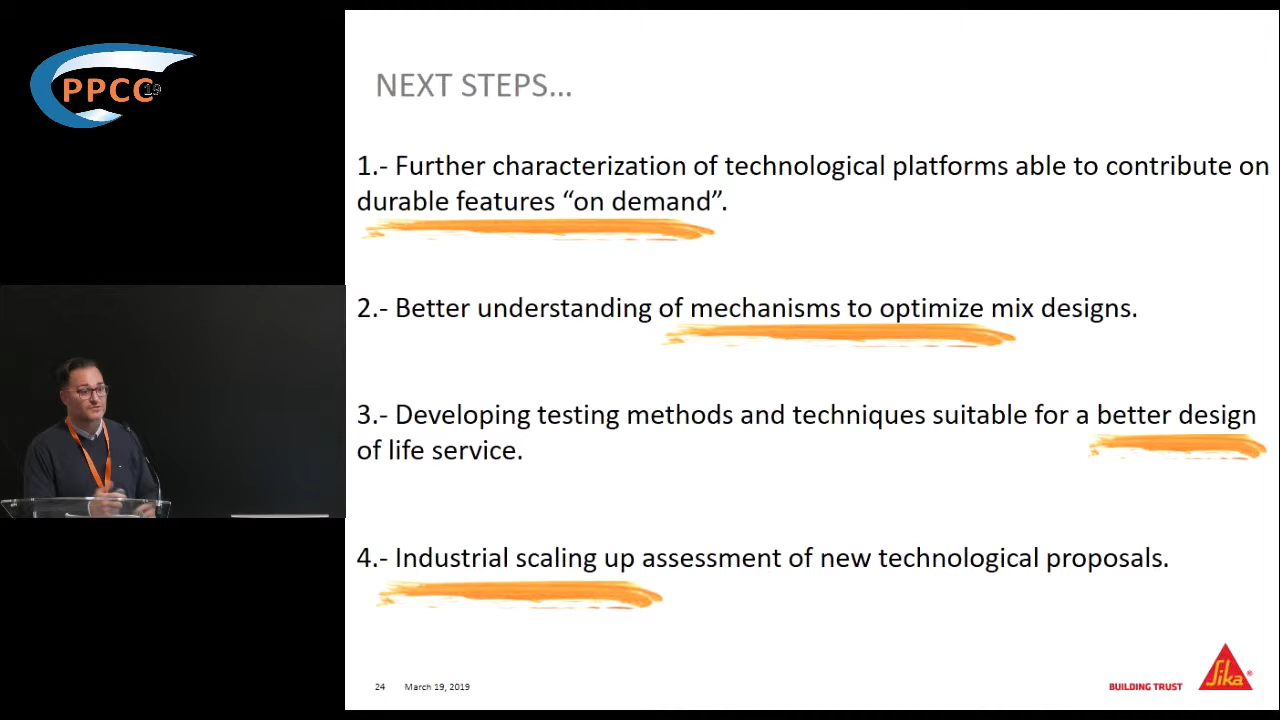 PPCC19
NEXT STEPS...
1.- Further characterization of technological platforms able to contribute on
durable features “on demand”.
2.- Better understanding of mechanisms to optimize mix designs.
3.- Developing testing methods and techniques suitable for a better design
of life service.
4.- Industrial scaling up assessment of new technological proposals.
24 March 19, 2019
BUILDING TRUST
Sika®